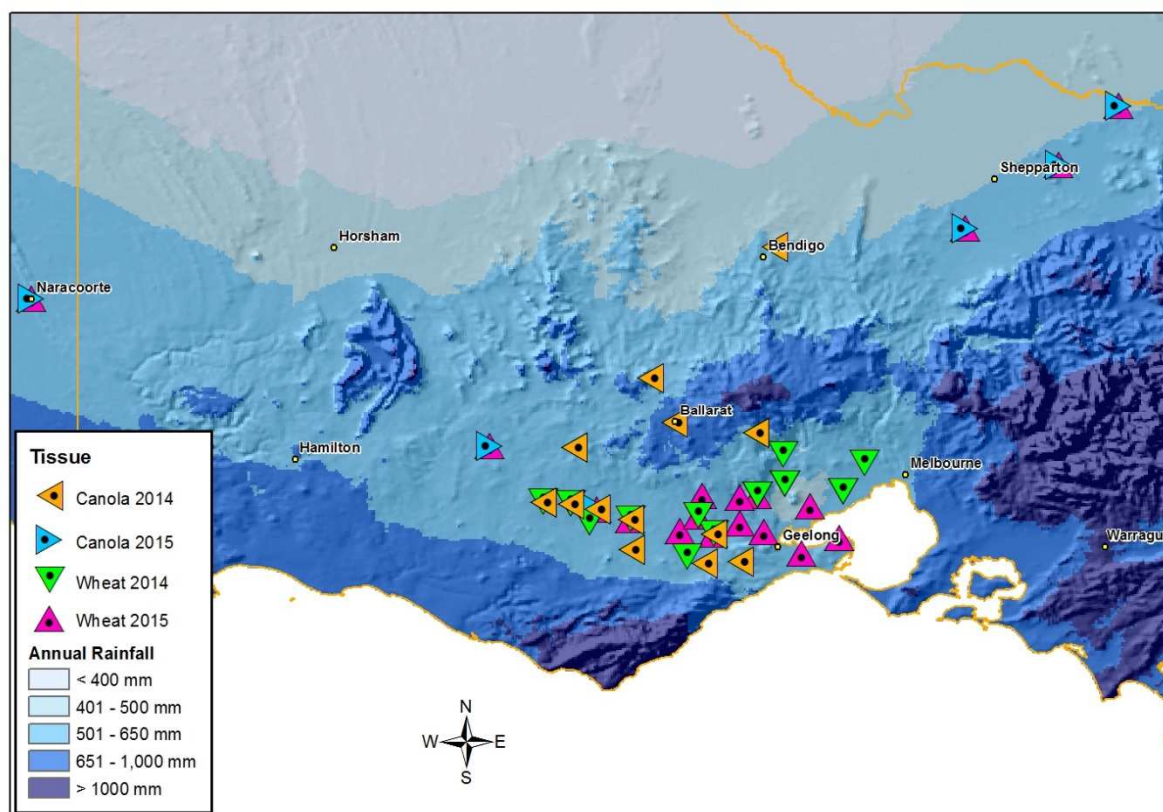 Shepparton
Horsham
Bendigo
Naracoorte
Ballarat
Hamilton
Melbourne
Geelong
Warragu
Tissue
Canola 2014
Canola 2015
Wheat 2014
Wheat 2015
Annual Rainfall
< 400 mm
401 - 500 mm
501 - 650 mm
651 - 1,000 mm
> 1000 mm
N
W E
S